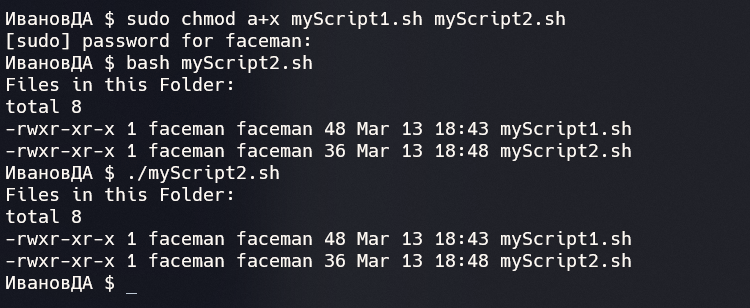 ИвановДА $ sudo chmod a+x myScript1.sh myScript2.sh
[sudo] password for faceman:
ИвановДА $ bash myScript2.sh
Files in this Folder:
total 8
-rwxr-xr-x 1 faceman faceman 48 Mar 13 18:43 myScript1.sh
-rwxr-xr-x 1 faceman faceman 36 Mar 13 18:48 myScript2.sh
ИвановДА $ ./myScript2.sh
Files in this Folder:
total 8
-rwxr-xr-x 1 faceman faceman 48 Mar 13 18:43 myScript1.sh
-rwxr-xr-x 1 faceman faceman 36 Mar 13 18:48 myScript2.sh
ИвановДА $ _